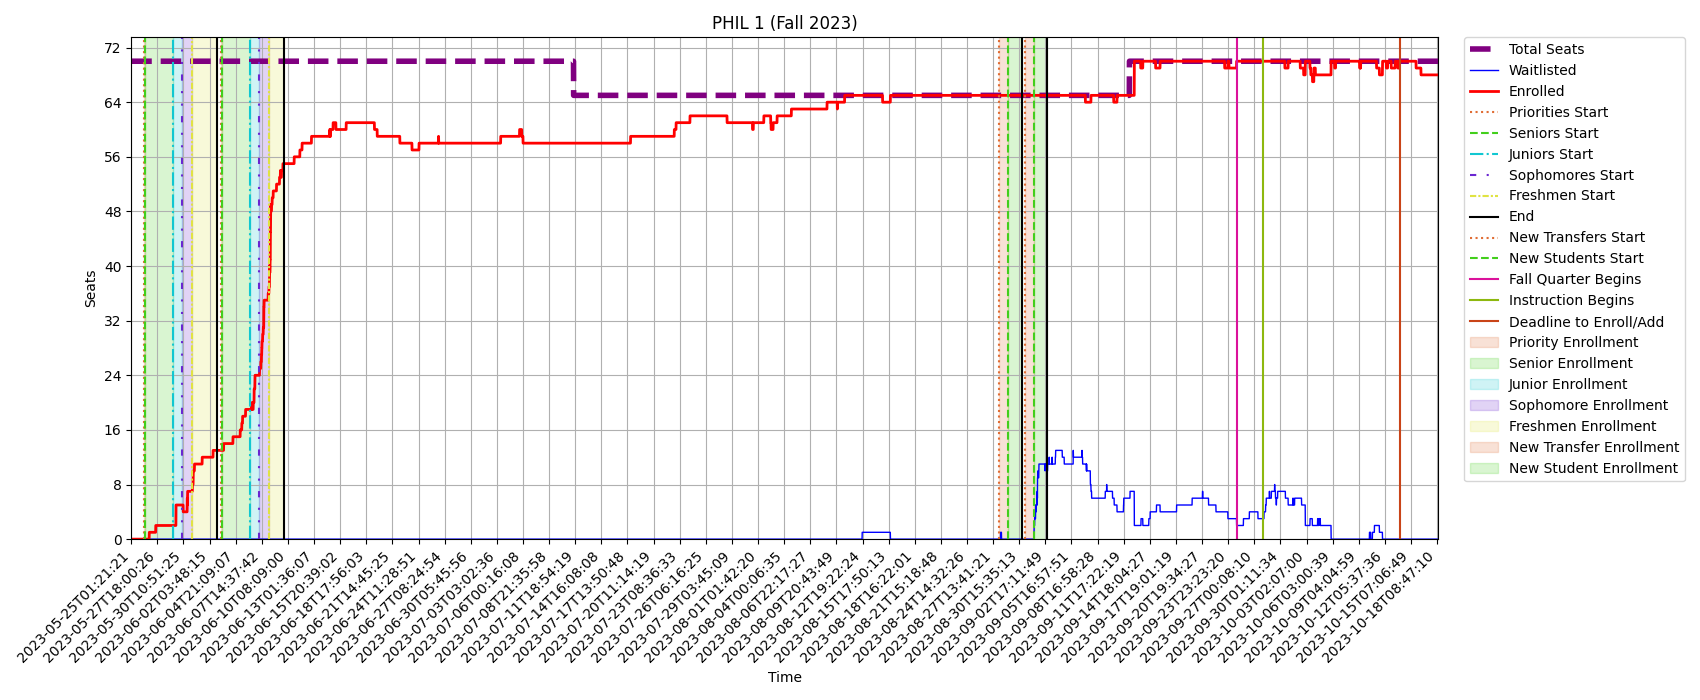 PHIL 1 (Fall 2023)
72
64
56
48
40
32
24
16
8
0
Seats
2023-05-25T01:21:21
2023-05-27T18:00:26
2023-05-30T10:51:25
2023-06-02T03:48:15
2023-06-04T21:09:07
2023-06-07T14:37:42
2023-06-10T08:09:00
2023-06-13T01:36:07
2023-06-15T20:39:02
2023-06-18T17:56:03
2023-06-21T14:45:25
2023-06-24T11:28:51
2023-06-27T08:24:54
2023-06-30T05:45:56
2023-07-03T03:02:36
2023-07-06T00:16:08
2023-07-08T21:35:58
2023-07-11T18:54:19
2023-07-14T16:08:08
2023-07-17T13:50:48
2023-07-20T11:14:19
2023-07-23T08:36:33
2023-07-26T06:16:25
2023-07-29T03:45:09
2023-08-01T01:42:20
2023-08-04T00:06:35
2023-08-06T22:17:27
2023-08-09T20:43:49
2023-08-12T19:22:24
2023-08-15T17:50:13
2023-08-18T16:22:01
2023-08-21T15:18:48
2023-08-24T14:32:26
2023-08-27T13:41:21
2023-08-30T15:35:13
2023-09-02T17:11:49
2023-09-05T16:57:51
2023-09-08T16:58:28
2023-09-11T17:22:19
2023-09-14T18:04:27
2023-09-17T19:01:19
2023-09-20T19:34:27
2023-09-23T23:23:20
2023-09-27T00:08:10
2023-09-30T01:11:34
2023-10-03T02:07:00
2023-10-06T03:00:39
2023-10-09T04:04:59
2023-10-12T05:37:36
2023-10-15T07:06:49
2023-10-18T08:47:10
Time
Total Seats
Waitlisted
Enrolled
Priorities Start
Seniors Start
Juniors Start
Sophomores Start
Freshmen Start
End
New Transfers Start
New Students Start
Fall Quarter Begins
Instruction Begins
Deadline to Enroll/Add
Priority Enrollment
Senior Enrollment
Junior Enrollment
Sophomore Enrollment
Freshmen Enrollment
New Transfer Enrollment
New Student Enrollment